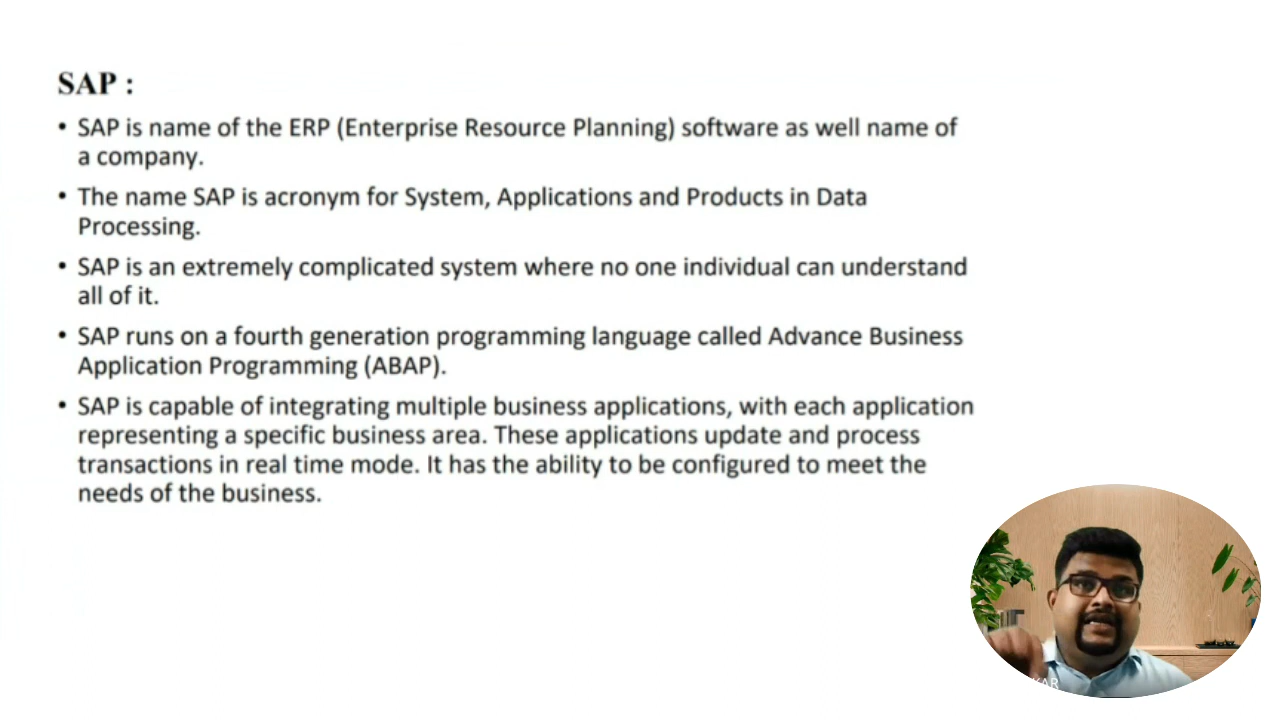 SAP :
• SAP is name of the ERP (Enterprise Resource Planning) software as well name of
a company.
• The name SAP is acronym for System, Applications and Products in Data
Processing.
• SAP is an extremely complicated system where no one individual can understand
all of it.
• SAP runs on a fourth generation programming language called Advance Business
Application Programming (ABAP).
• SAP is capable of integrating multiple business applications, with each application
representing a specific business area. These applications update and process
transactions in real time mode. It has the ability to be configured to meet the
needs of the business.